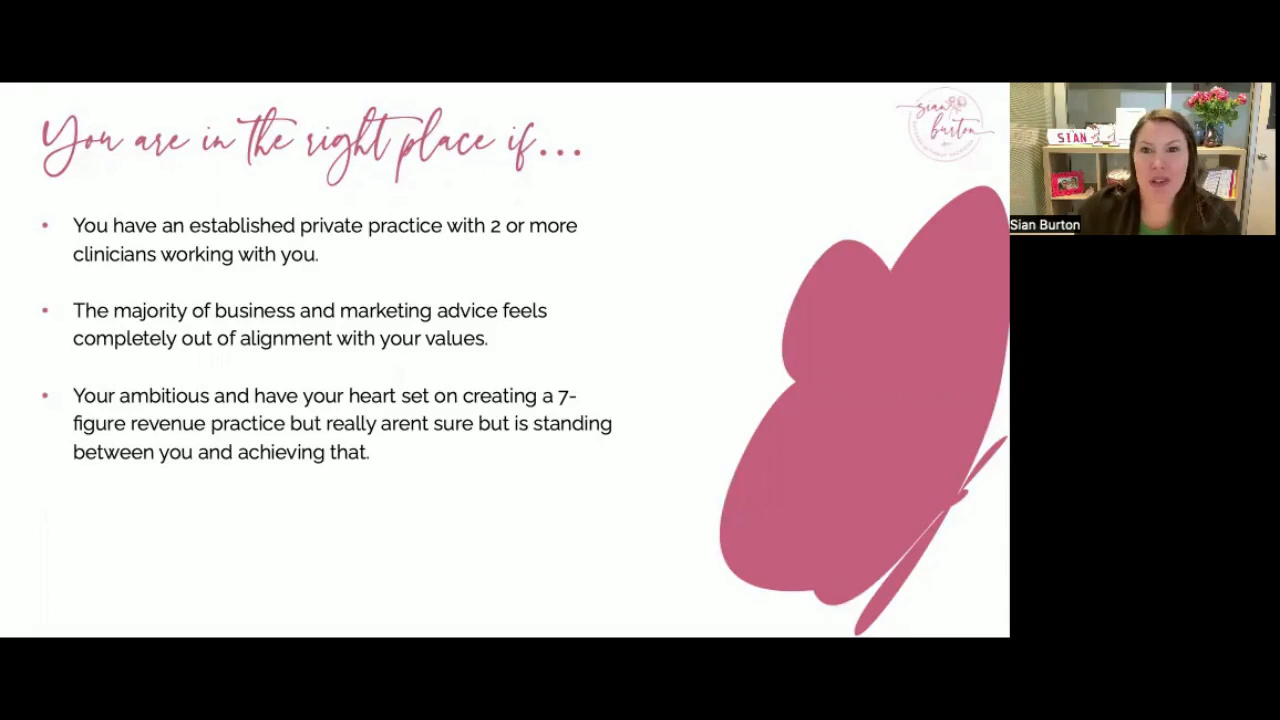 You are in the right place if...
sian
burton
• You have an established private practice with 2 or more
clinicians working with you.
• The majority of business and marketing advice feels
completely out of alignment with your values.
• Your ambitious and have your heart set on creating a 7-
figure revenue practice but really arent sure but is standing
between you and achieving that.
SIAN
Sian Burton